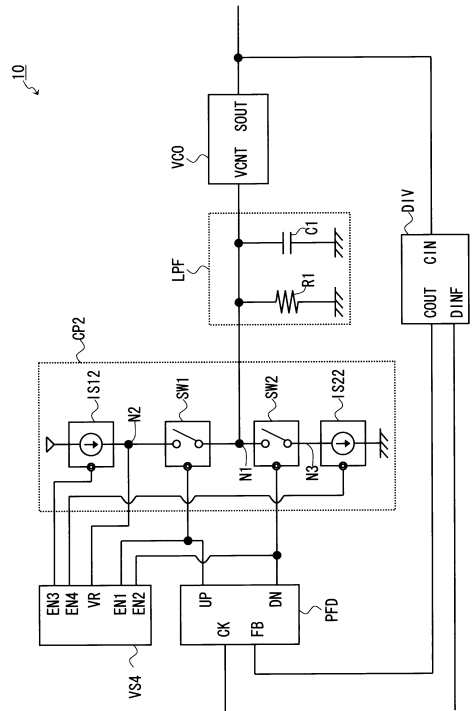 10
CP2
IS12
N2
SW1
N1
SW2
N3
IS22
LPF
R1
C1
VCO
VCNT
SOUT
DIV
COUT
CIN
DINF
EN3
EN4
VR
EN1
EN2
VS4
UP
DN
CK
FB
PFD